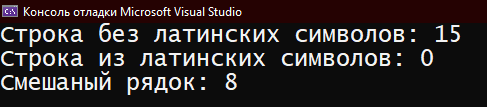 Консоль отладки Microsoft Visual Studio
Строка без латинских символов: 15
Строка из латинских символов: 0
Смешаный рядок: 8